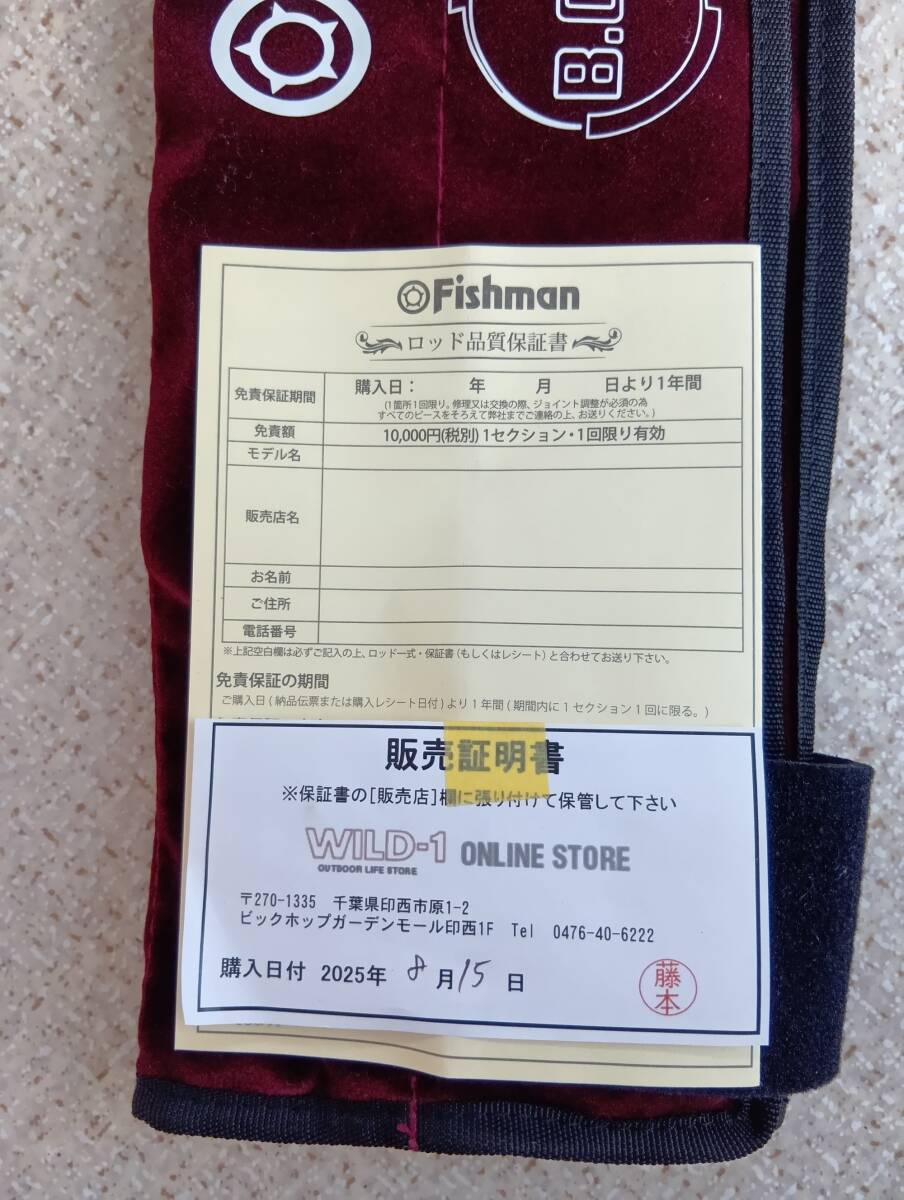 B.
Fishman
ロッド品質保証書
免責保証期間
購入日： 年 月 日より1年間
(1箇所1回限り。修理又は交換の際、ジョイント調整が必須の為
すべてのピースをそろえて弊社までご連絡の上、お送りください。)
免責額 10,000円(税別) 1セクション・1回限り有効
モデル名
販売店名
お名前
ご住所
電話番号
※上記空白欄は必ずご記入の上、ロッド一式・保証書(もしくはレシート)と合わせてお送り下さい。
免責保証の期間
ご購入日(納品伝票または購入レシート日付)より1年間(期間内に1セクション1回に限る。)
販売証明書
※保証書の[販売店]欄に張り付けて保管して下さい
WILD-1 ONLINE STORE
OUTDOOR LIFE STORE
〒270-1335 千葉県印西市原1-2
ビックホップガーデンモール印西1F Tel 0476-40-6222
購入日付 2025年 8月15日
藤本